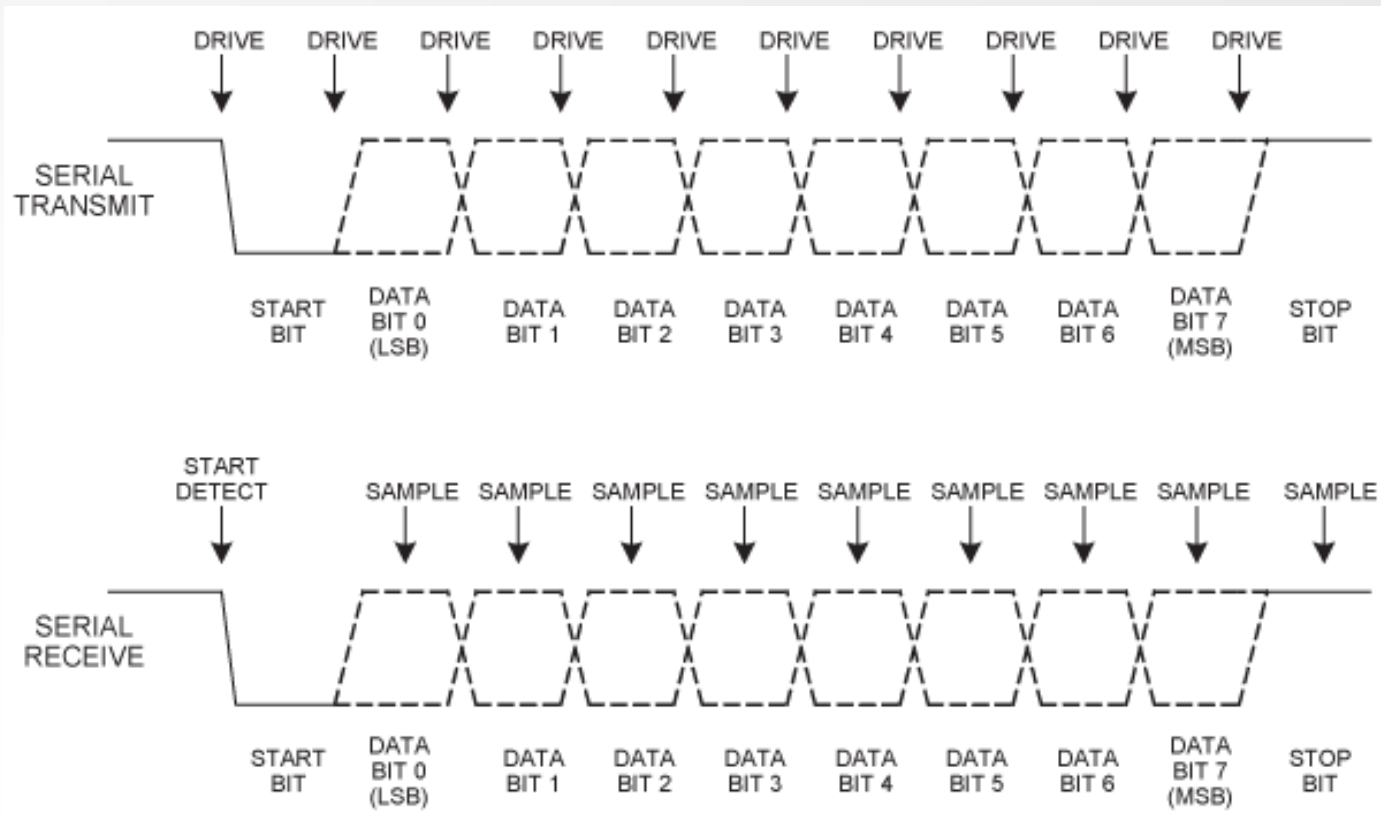 DRIVE DRIVE DRIVE DRIVE DRIVE DRIVE DRIVE DRIVE DRIVE DRIVE
SERIAL
TRANSMIT
START
BIT
DATA
BIT 0
(LSB)
DATA
BIT 1
DATA
BIT 2
DATA
BIT 3
DATA
BIT 4
DATA
BIT 5
DATA
BIT 6
DATA
BIT 7
(MSB)
STOP
BIT
START
DETECT
SAMPLE SAMPLE SAMPLE SAMPLE SAMPLE SAMPLE SAMPLE SAMPLE SAMPLE
SERIAL
RECEIVE
START
BIT
DATA
BIT 0
(LSB)
DATA
BIT 1
DATA
BIT 2
DATA
BIT 3
DATA
BIT 4
DATA
BIT 5
DATA
BIT 6
DATA
BIT 7
(MSB)
STOP
BIT